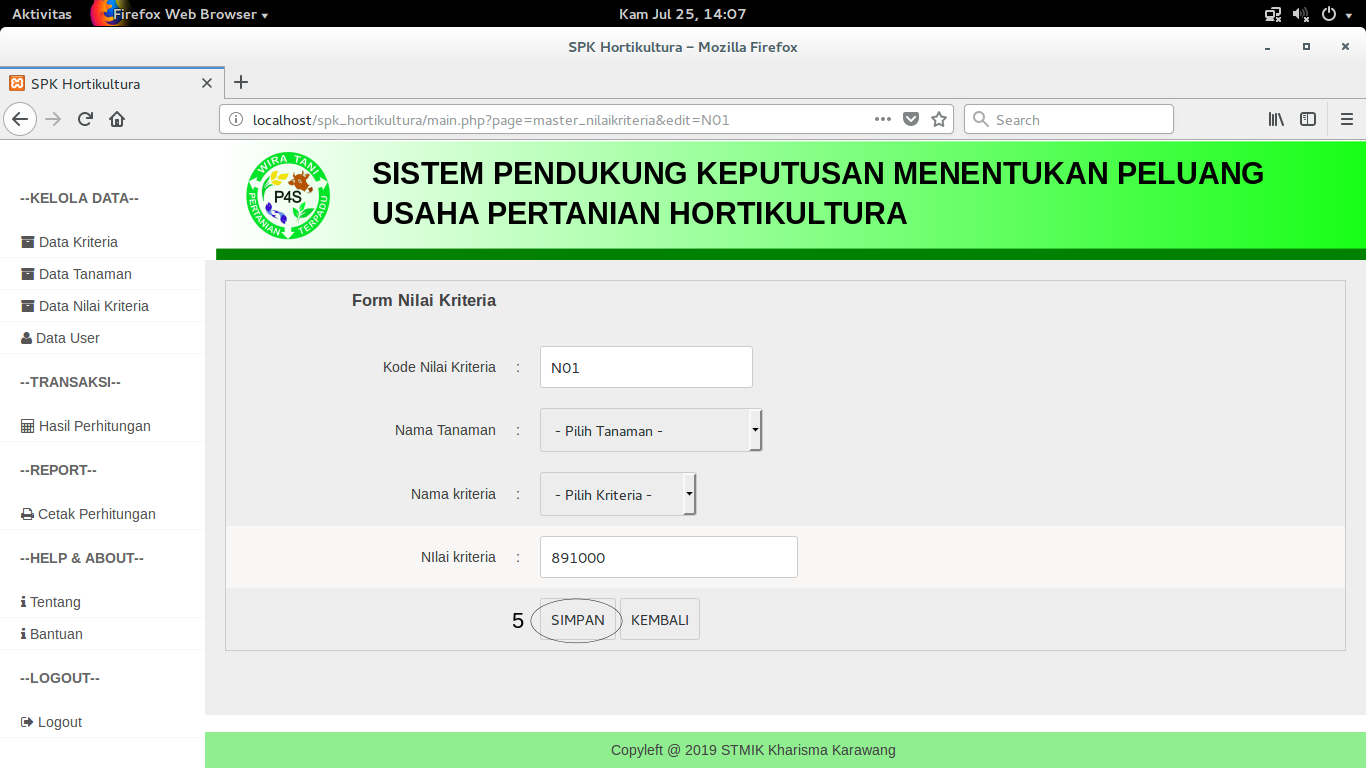 Aktivitas Firefox Web Browser Kam Jul 25, 14:07
SPK Hortikultura – Mozilla Firefox
SPK Hortikultura
localhost/spk_hortikultura/main.php?page=master_nilaikriteria&edit=N01 Search
WIRA TANI
P4S
PERTANIAN TERPADU
SISTEM PENDUKUNG KEPUTUSAN MENENTUKAN PELUANG
USAHA PERTANIAN HORTIKULTURA
--KELOLA DATA--
Data Kriteria
Data Tanaman
Data Nilai Kriteria
Data User
--TRANSAKSI--
Hasil Perhitungan
--REPORT--
Cetak Perhitungan
--HELP & ABOUT--
Tentang
Bantuan
--LOGOUT--
Logout
Form Nilai Kriteria
Kode Nilai Kriteria : N01
Nama Tanaman : - Pilih Tanaman -
Nama kriteria : - Pilih Kriteria -
NIlai kriteria : 891000
5 SIMPAN KEMBALI
Copyleft @ 2019 STMIK Kharisma Karawang